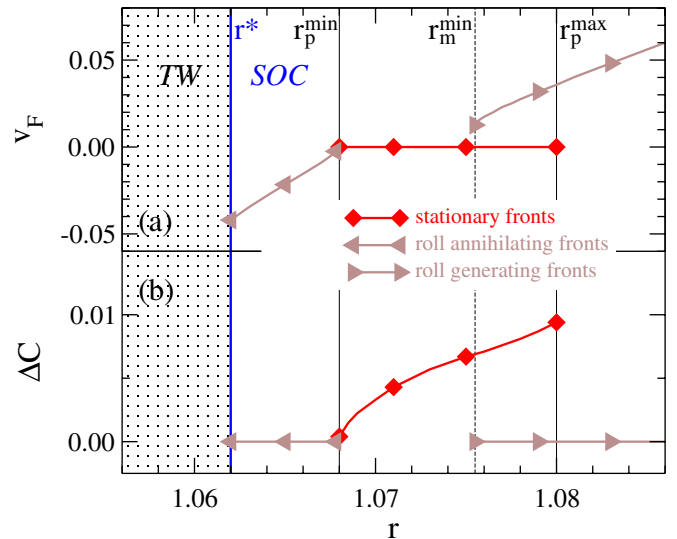 r* r_p^min r_m^min r_p^max
TW SOC
0.05
v_F
0.00
-0.05
(a)
stationary fronts
roll annihilating fronts
roll generating fronts
(b)
0.01
ΔC
0.00
1.06 1.07 1.08
r